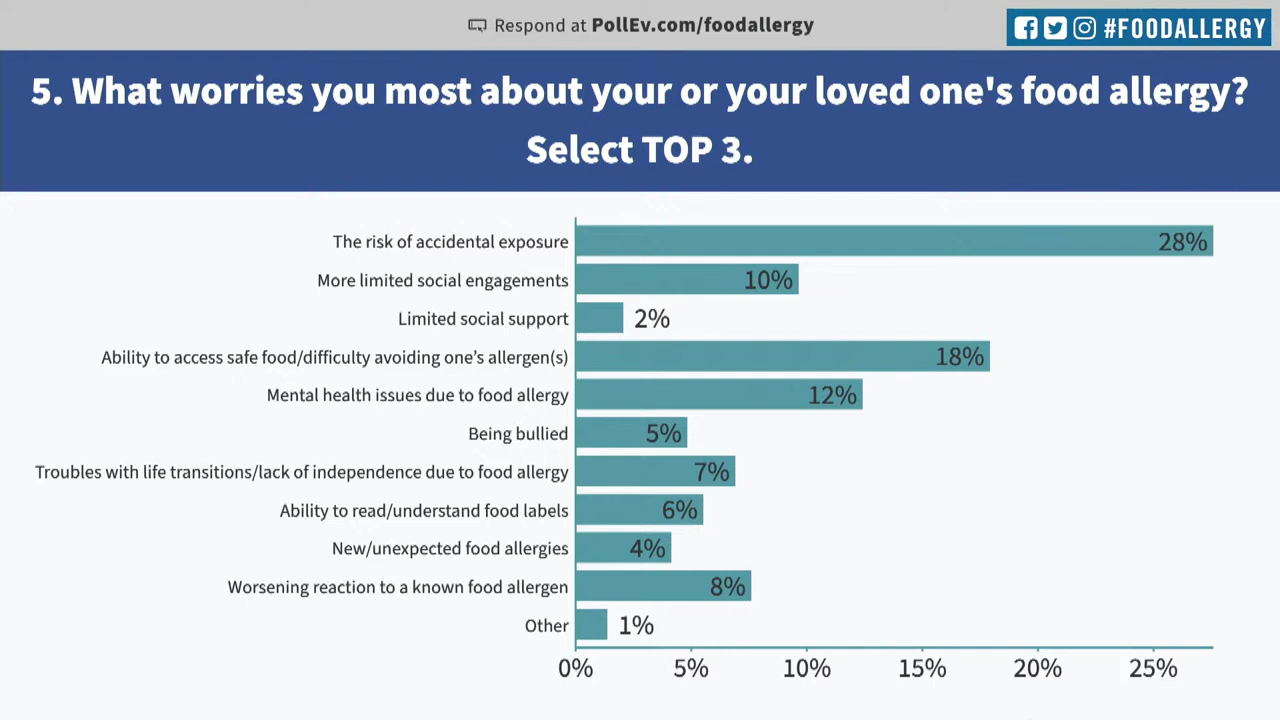 Respond at PollEv.com/foodallergy
#FOODALLERGY
5. What worries you most about your or your loved one's food allergy?
Select TOP 3.
The risk of accidental exposure 28%
More limited social engagements 10%
Limited social support 2%
Ability to access safe food/difficulty avoiding one’s allergen(s) 18%
Mental health issues due to food allergy 12%
Being bullied 5%
Troubles with life transitions/lack of independence due to food allergy 7%
Ability to read/understand food labels 6%
New/unexpected food allergies 4%
Worsening reaction to a known food allergen 8%
Other 1%
0% 5% 10% 15% 20% 25%